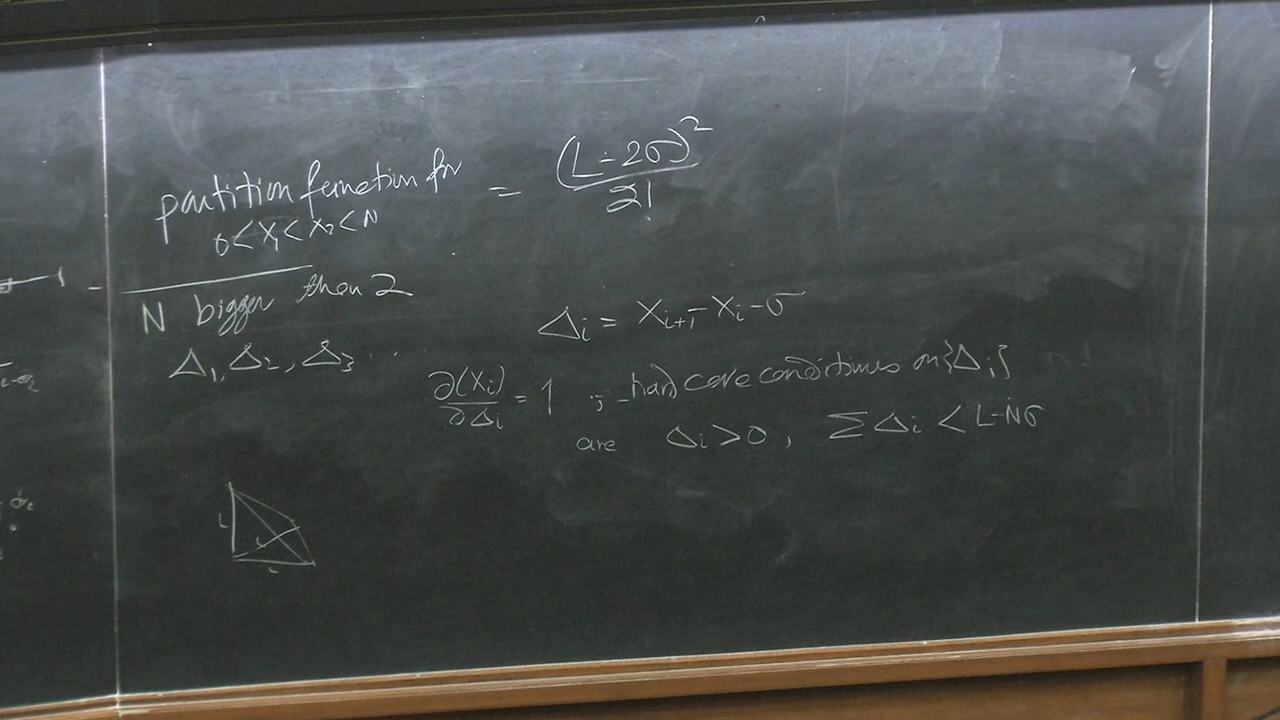 partition function for = (L-2σ)² / 2!
0 < x₁ < x₂ < N
N bigger than 2
Δᵢ = xᵢ₊₁ - xᵢ - σ
Δ₁, Δ₂, Δ₃ ...
∂(xᵢ) / ∂Δᵢ = 1 ; hard core conditions on {Δᵢ}
are Δᵢ > 0, Σ Δᵢ < L-Nσ
L
L
L